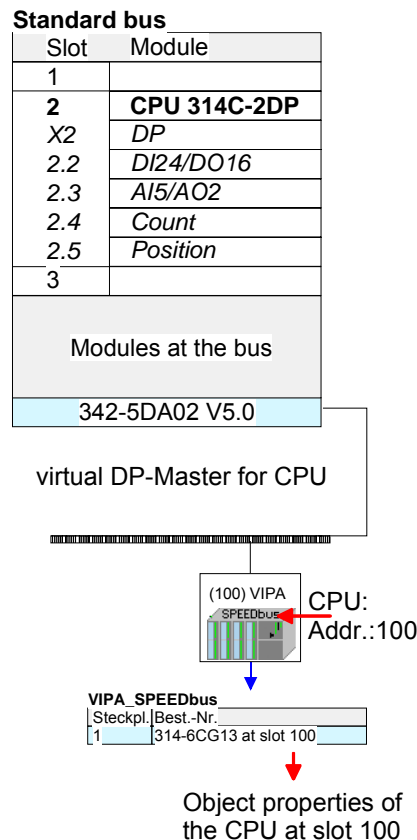 Standard bus
Slot Module
1
2 CPU 314C-2DP
X2 DP
2.2 DI24/DO16
2.3 AI5/AO2
2.4 Count
2.5 Position
3
Modules at the bus
342-5DA02 V5.0
virtual DP-Master for CPU
(100) VIPA
SPEEDbus
CPU:
Addr.:100
VIPA_SPEEDbus
Steckpl. Best.-Nr.
1 314-6CG13 at slot 100
Object properties of
the CPU at slot 100